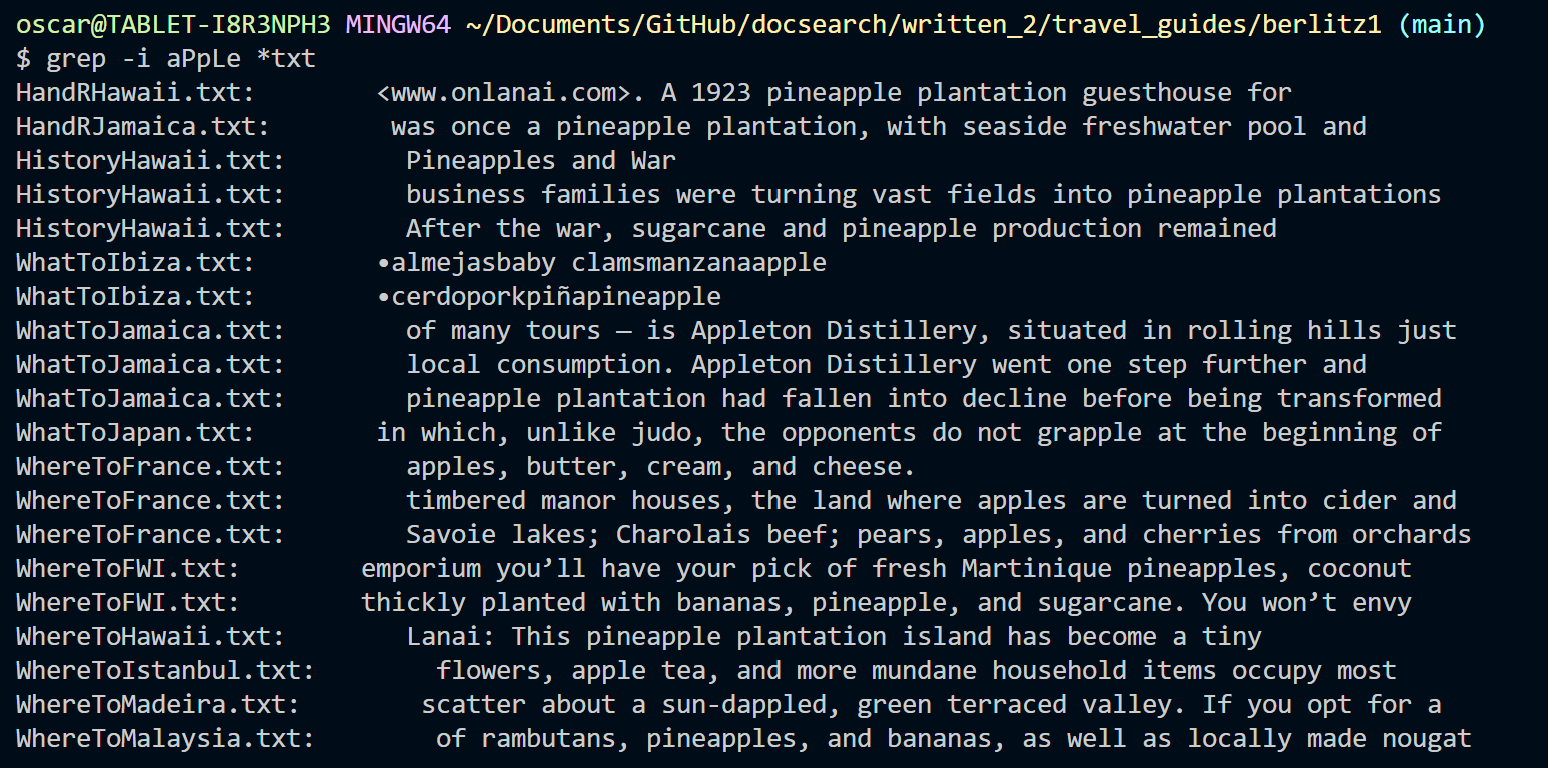 oscar@TABLET-I8R3NPH3 MINGW64 ~/Documents/GitHub/docsearch/written_2/travel_guides/berlitz1 (main)
$ grep -i aPpLe *txt
HandRHawaii.txt:        <www.onlanai.com>. A 1923 pineapple plantation guesthouse for
HandRJamaica.txt:        was once a pineapple plantation, with seaside freshwater pool and
HistoryHawaii.txt:        Pineapples and War
HistoryHawaii.txt:        business families were turning vast fields into pineapple plantations
HistoryHawaii.txt:        After the war, sugarcane and pineapple production remained
WhatToIbiza.txt:        •almejasbaby clamsmanzanaapple
WhatToIbiza.txt:        •cerdoporkpiñapineapple
WhatToJamaica.txt:        of many tours — is Appleton Distillery, situated in rolling hills just
WhatToJamaica.txt:        local consumption. Appleton Distillery went one step further and
WhatToJamaica.txt:        pineapple plantation had fallen into decline before being transformed
WhatToJapan.txt:        in which, unlike judo, the opponents do not grapple at the beginning of
WhereToFrance.txt:        apples, butter, cream, and cheese.
WhereToFrance.txt:        timbered manor houses, the land where apples are turned into cider and
WhereToFrance.txt:        Savoie lakes; Charolais beef; pears, apples, and cherries from orchards
WhereToFWI.txt:        emporium you’ll have your pick of fresh Martinique pineapples, coconut
WhereToFWI.txt:        thickly planted with bananas, pineapple, and sugarcane. You won’t envy
WhereToHawaii.txt:        Lanai: This pineapple plantation island has become a tiny
WhereToIstanbul.txt:        flowers, apple tea, and more mundane household items occupy most
WhereToMadeira.txt:        scatter about a sun-dappled, green terraced valley. If you opt for a
WhereToMalaysia.txt:        of rambutans, pineapples, and bananas, as well as locally made nougat